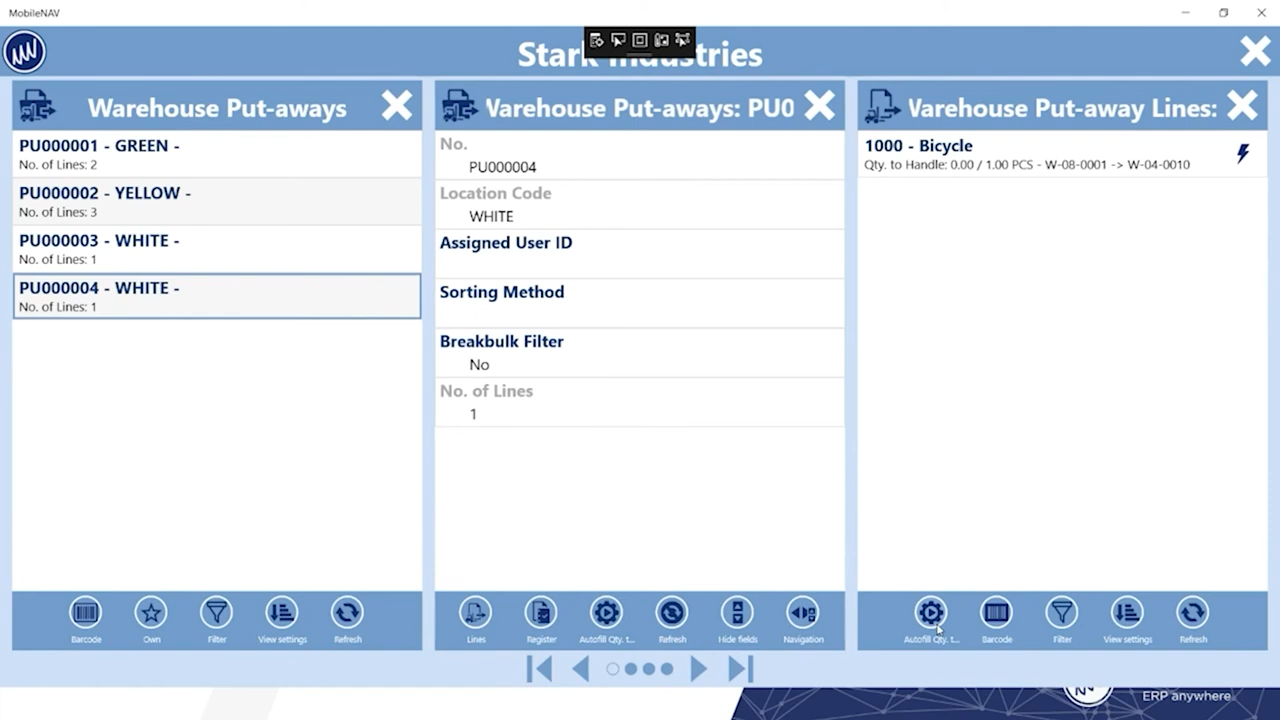 MobileNAV
Stark Industries
Warehouse Put-aways
PU000001 - GREEN -
No. of Lines: 2
PU000002 - YELLOW -
No. of Lines: 3
PU000003 - WHITE -
No. of Lines: 1
PU000004 - WHITE -
No. of Lines: 1
Barcode
Own
Filter
View settings
Refresh
Varehouse Put-aways: PU0
No.
PU000004
Location Code
WHITE
Assigned User ID
Sorting Method
Breakbulk Filter
No
No. of Lines
1
Lines
Register
Autofill Qty. t...
Refresh
Hide fields
Navigation
Varehouse Put-away Lines:
1000 - Bicycle
Qty. to Handle: 0.00 / 1.00 PCS - W-08-0001 -> W-04-0010
Autofill Qty. t...
Barcode
Filter
View settings
Refresh
ERP anywhere